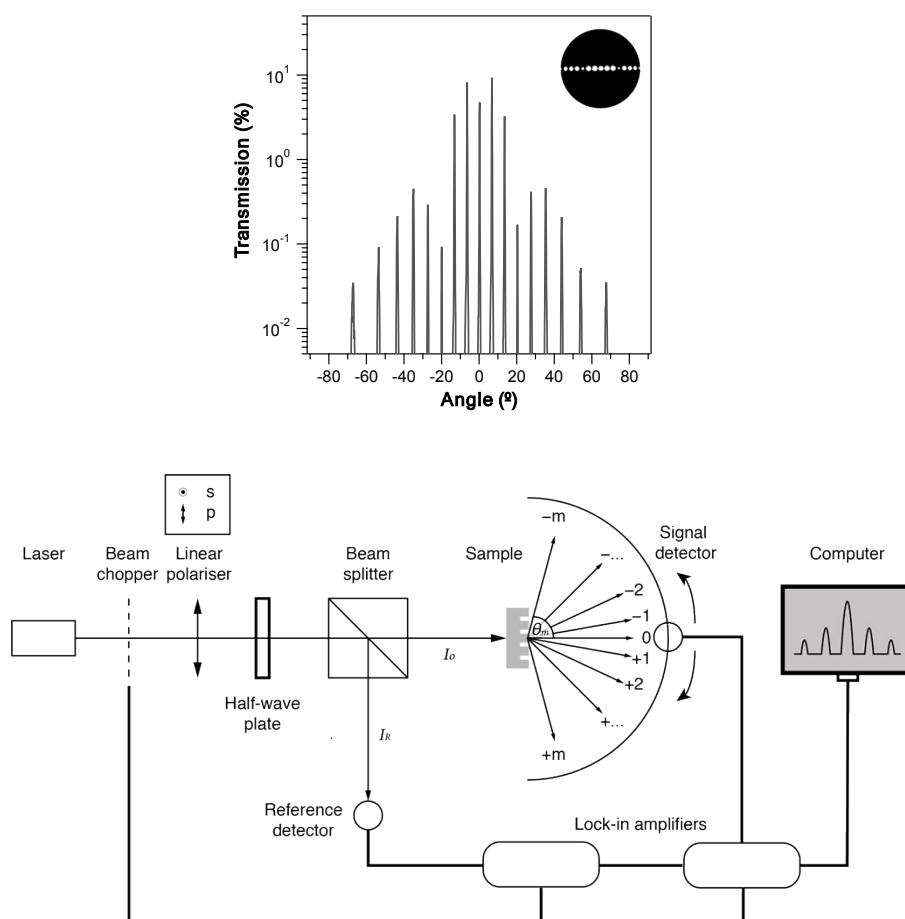 Transmission (%)
10¹
10⁰
10⁻¹
10⁻²
-80 -60 -40 -20 0 20 40 60 80
Angle (º)
s
p
Laser
Beam
chopper
Linear
polariser
Beam
splitter
Sample
Signal
detector
Computer
−m
−...
−2
−1
0
+1
+2
+...
+m
θm
Io
Half-wave
plate
IR
Reference
detector
Lock-in amplifiers